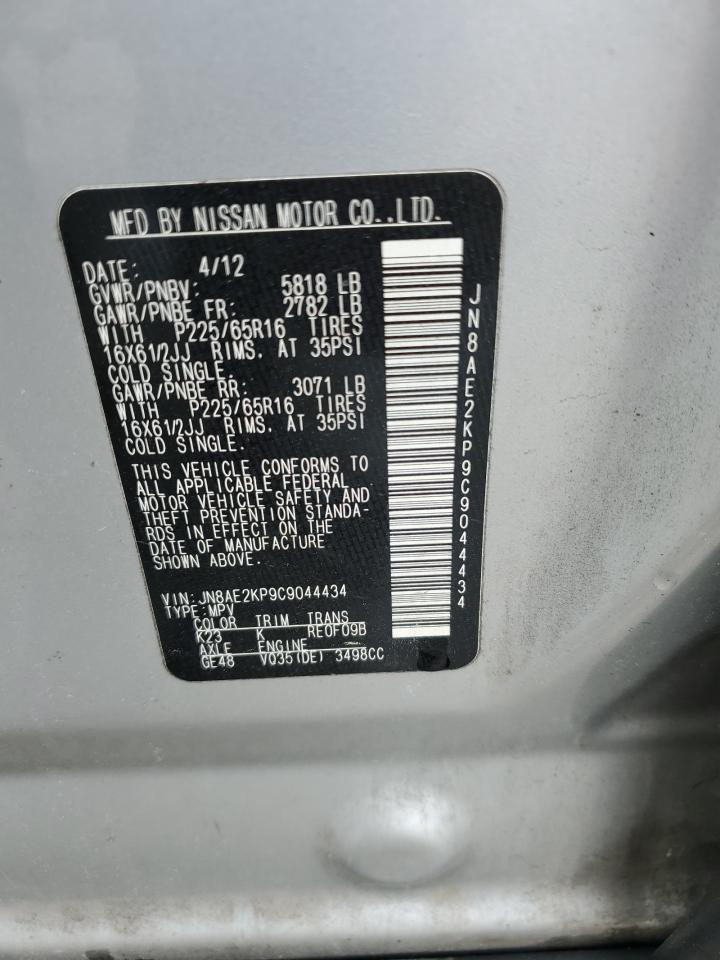 MFD BY NISSAN MOTOR CO.,LTD.
DATE: 4/12
GVWR/PNBV: 5818 LB
GAWR/PNBE FR: 2782 LB
WITH P225/65R16 TIRES
16X61/2JJ RIMS, AT 35PSI
COLD SINGLE.
GAWR/PNBE RR: 3071 LB
WITH P225/65R16 TIRES
16X61/2JJ RIMS, AT 35PSI
COLD SINGLE.
THIS VEHICLE CONFORMS TO
ALL APPLICABLE FEDERAL
MOTOR VEHICLE SAFETY AND
THEFT PREVENTION STANDA-
RDS IN EFFECT ON THE
DATE OF MANUFACTURE
SHOWN ABOVE.
VIN: JN8AE2KP9C9044434
TYPE: MPV
COLOR TRIM TRANS
K23 K RE0F09B
AXLE ENGINE
GE48 VQ35(DE) 3498CC
JN8AE2KP9C9044434